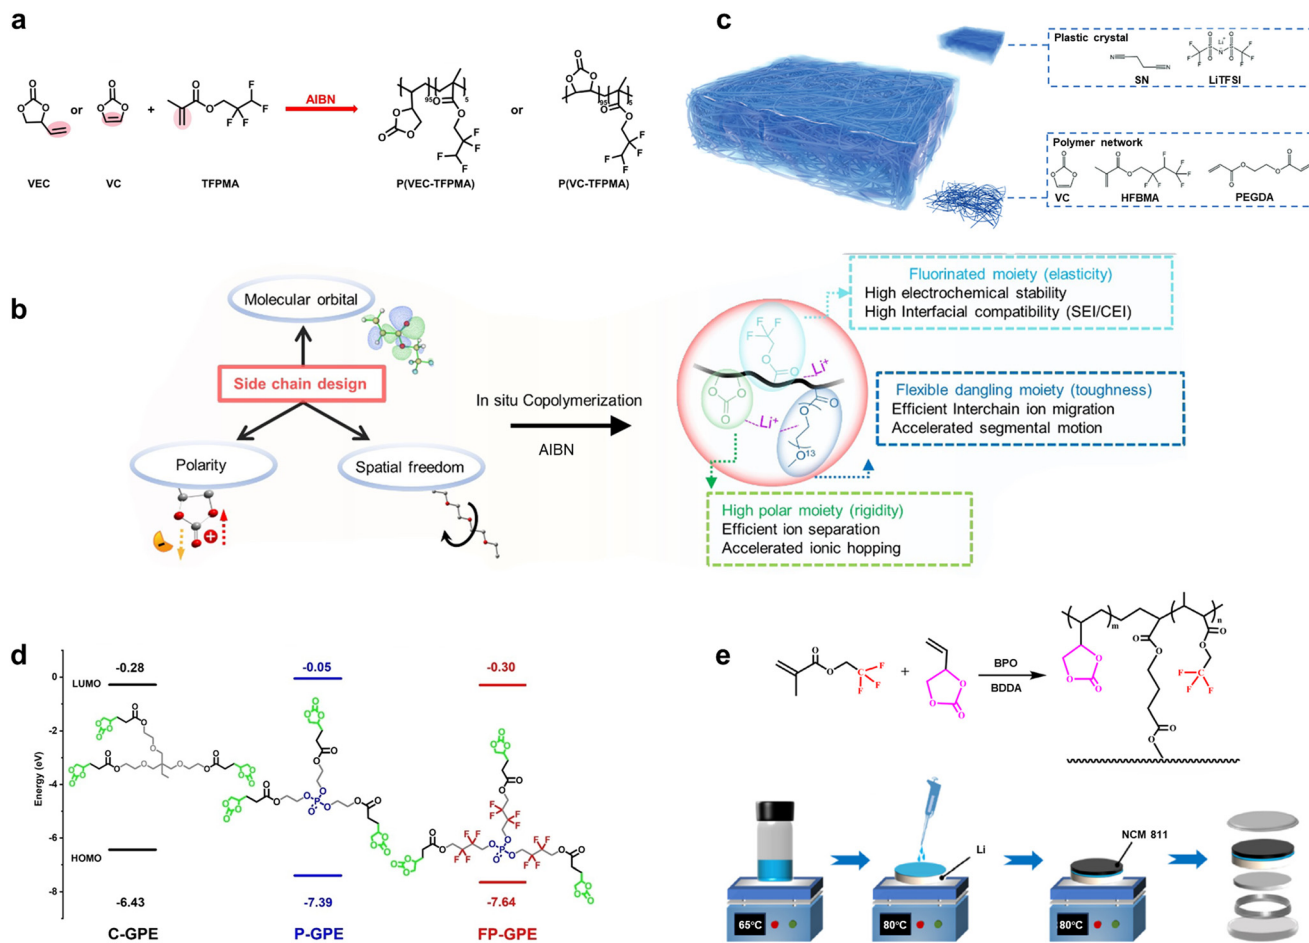 a
O
O
O
or
O
O
O
+
O
O
F
F
F
F
AIBN
95
5
O
O
O
O
O
F
F
F
F
or
O
O
O
95
5
O
O
F
F
F
F
VEC
VC
TFPMA
P(VEC-TFPMA)
P(VC-TFPMA)
c
Plastic crystal
SN
LiTFSI
Polymer network
VC
HFBMA
PEGDA
b
Molecular orbital
Side chain design
Polarity
Spatial freedom
In situ Copolymerization
AIBN
Li+
Li+
13
Fluorinated moiety (elasticity)
High electrochemical stability
High Interfacial compatibility (SEI/CEI)
Flexible dangling moiety (toughness)
Efficient Interchain ion migration
Accelerated segmental motion
High polar moiety (rigidity)
Efficient ion separation
Accelerated ionic hopping
d
Energy (eV)
0
-2
-4
-6
-8
LUMO
HOMO
-0.28
-0.05
-0.30
-6.43
-7.39
-7.64
C-GPE
P-GPE
FP-GPE
e
+
BPO
BDDA
m
n
65°C
80°C
Li
80°C
NCM 811